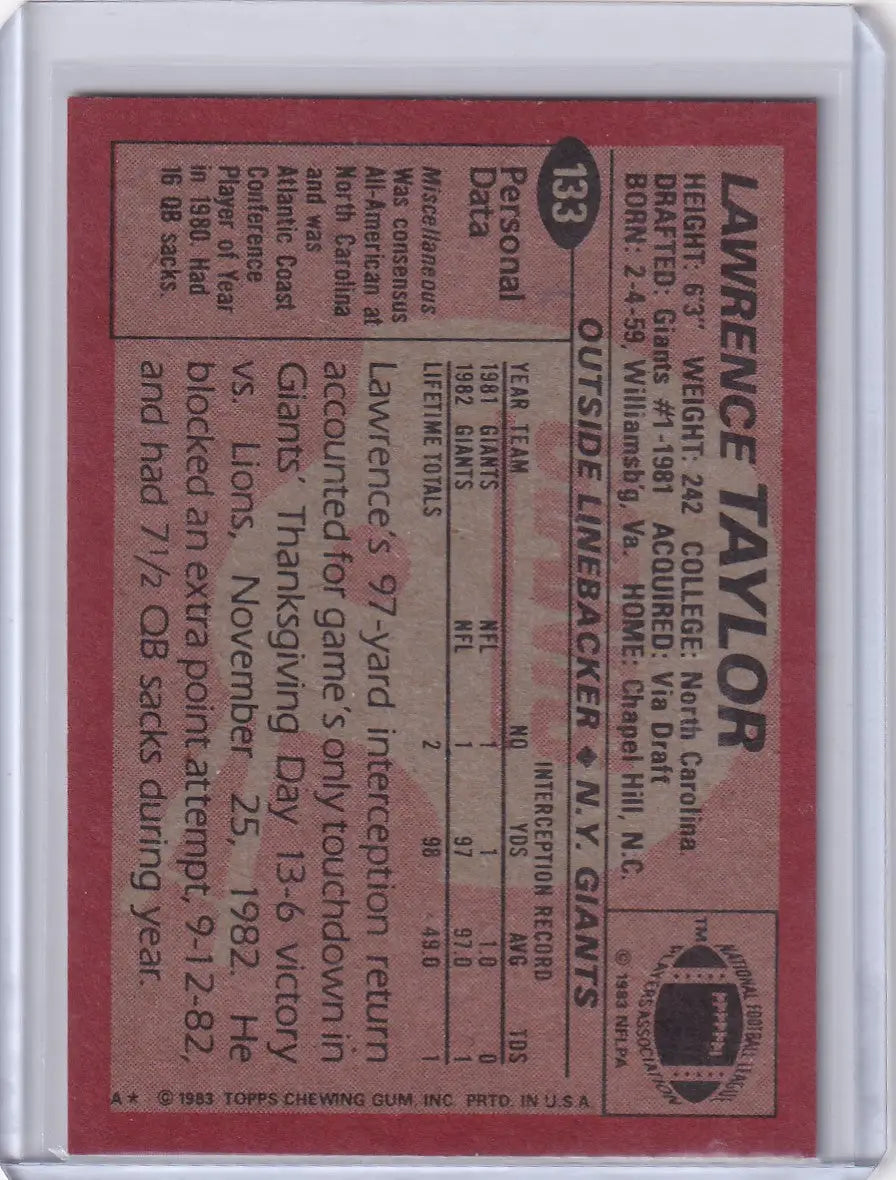 LAWRENCE TAYLOR
HEIGHT: 6'3" WEIGHT: 242 COLLEGE: North Carolina
DRAFTED: Giants #1-1981 ACQUIRED: Via Draft
BORN: 2-4-59, Williamsb'g, Va. HOME: Chapel Hill, N.C.
TM
NATIONAL FOOTBALL LEAGUE
PLAYERS ASSOCIATION
© 1983 NFLPA
133
OUTSIDE LINEBACKER ◆ N.Y. GIANTS
Personal
Data
Miscellaneous
Was consensus
All-American at
North Carolina
and was
Atlantic Coast
Conference
Player of Year
in 1980. Had
16 QB sacks.
INTERCEPTION RECORD
YEAR TEAM NO YDS AVG TDS
1981 GIANTS NFL 1 1 1.0 0
1982 GIANTS NFL 1 97 97.0 1
LIFETIME TOTALS 2 98 49.0 1
Lawrence's 97-yard interception return
accounted for game's only touchdown in
Giants' Thanksgiving Day 13-6 victory
vs. Lions, November 25, 1982. He
blocked an extra point attempt, 9-12-82,
and had 7½ QB sacks during year.
A★ © 1983 TOPPS CHEWING GUM, INC. PRTD. IN U.S.A